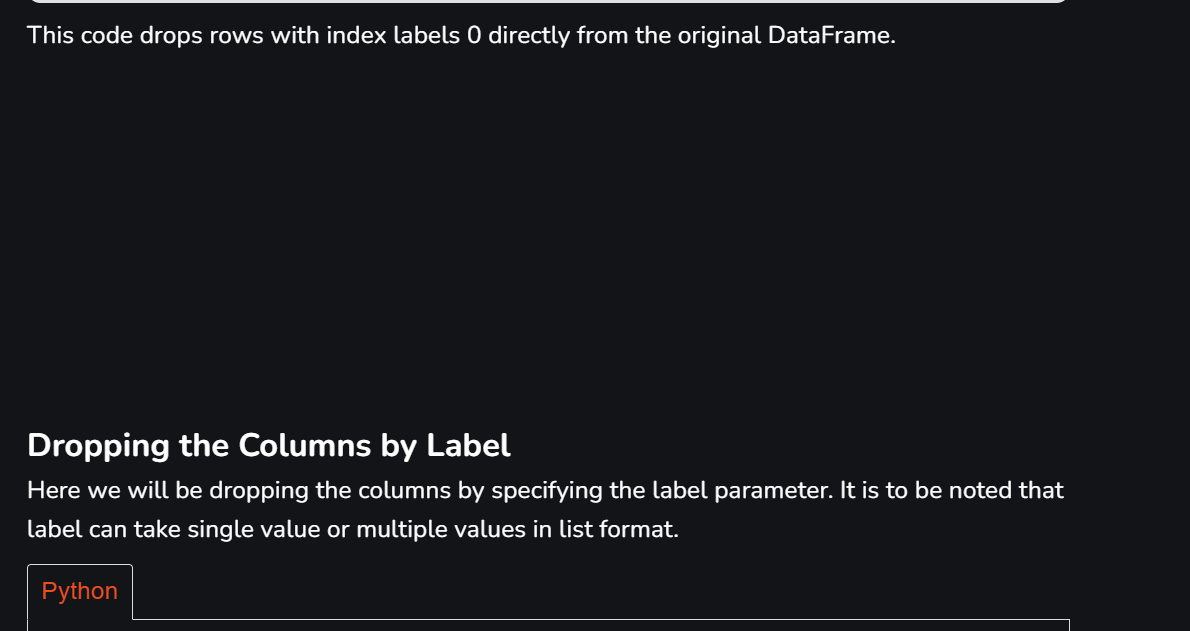 This code drops rows with index labels 0 directly from the original DataFrame.
Dropping the Columns by Label
Here we will be dropping the columns by specifying the label parameter. It is to be noted that
label can take single value or multiple values in list format.
Python